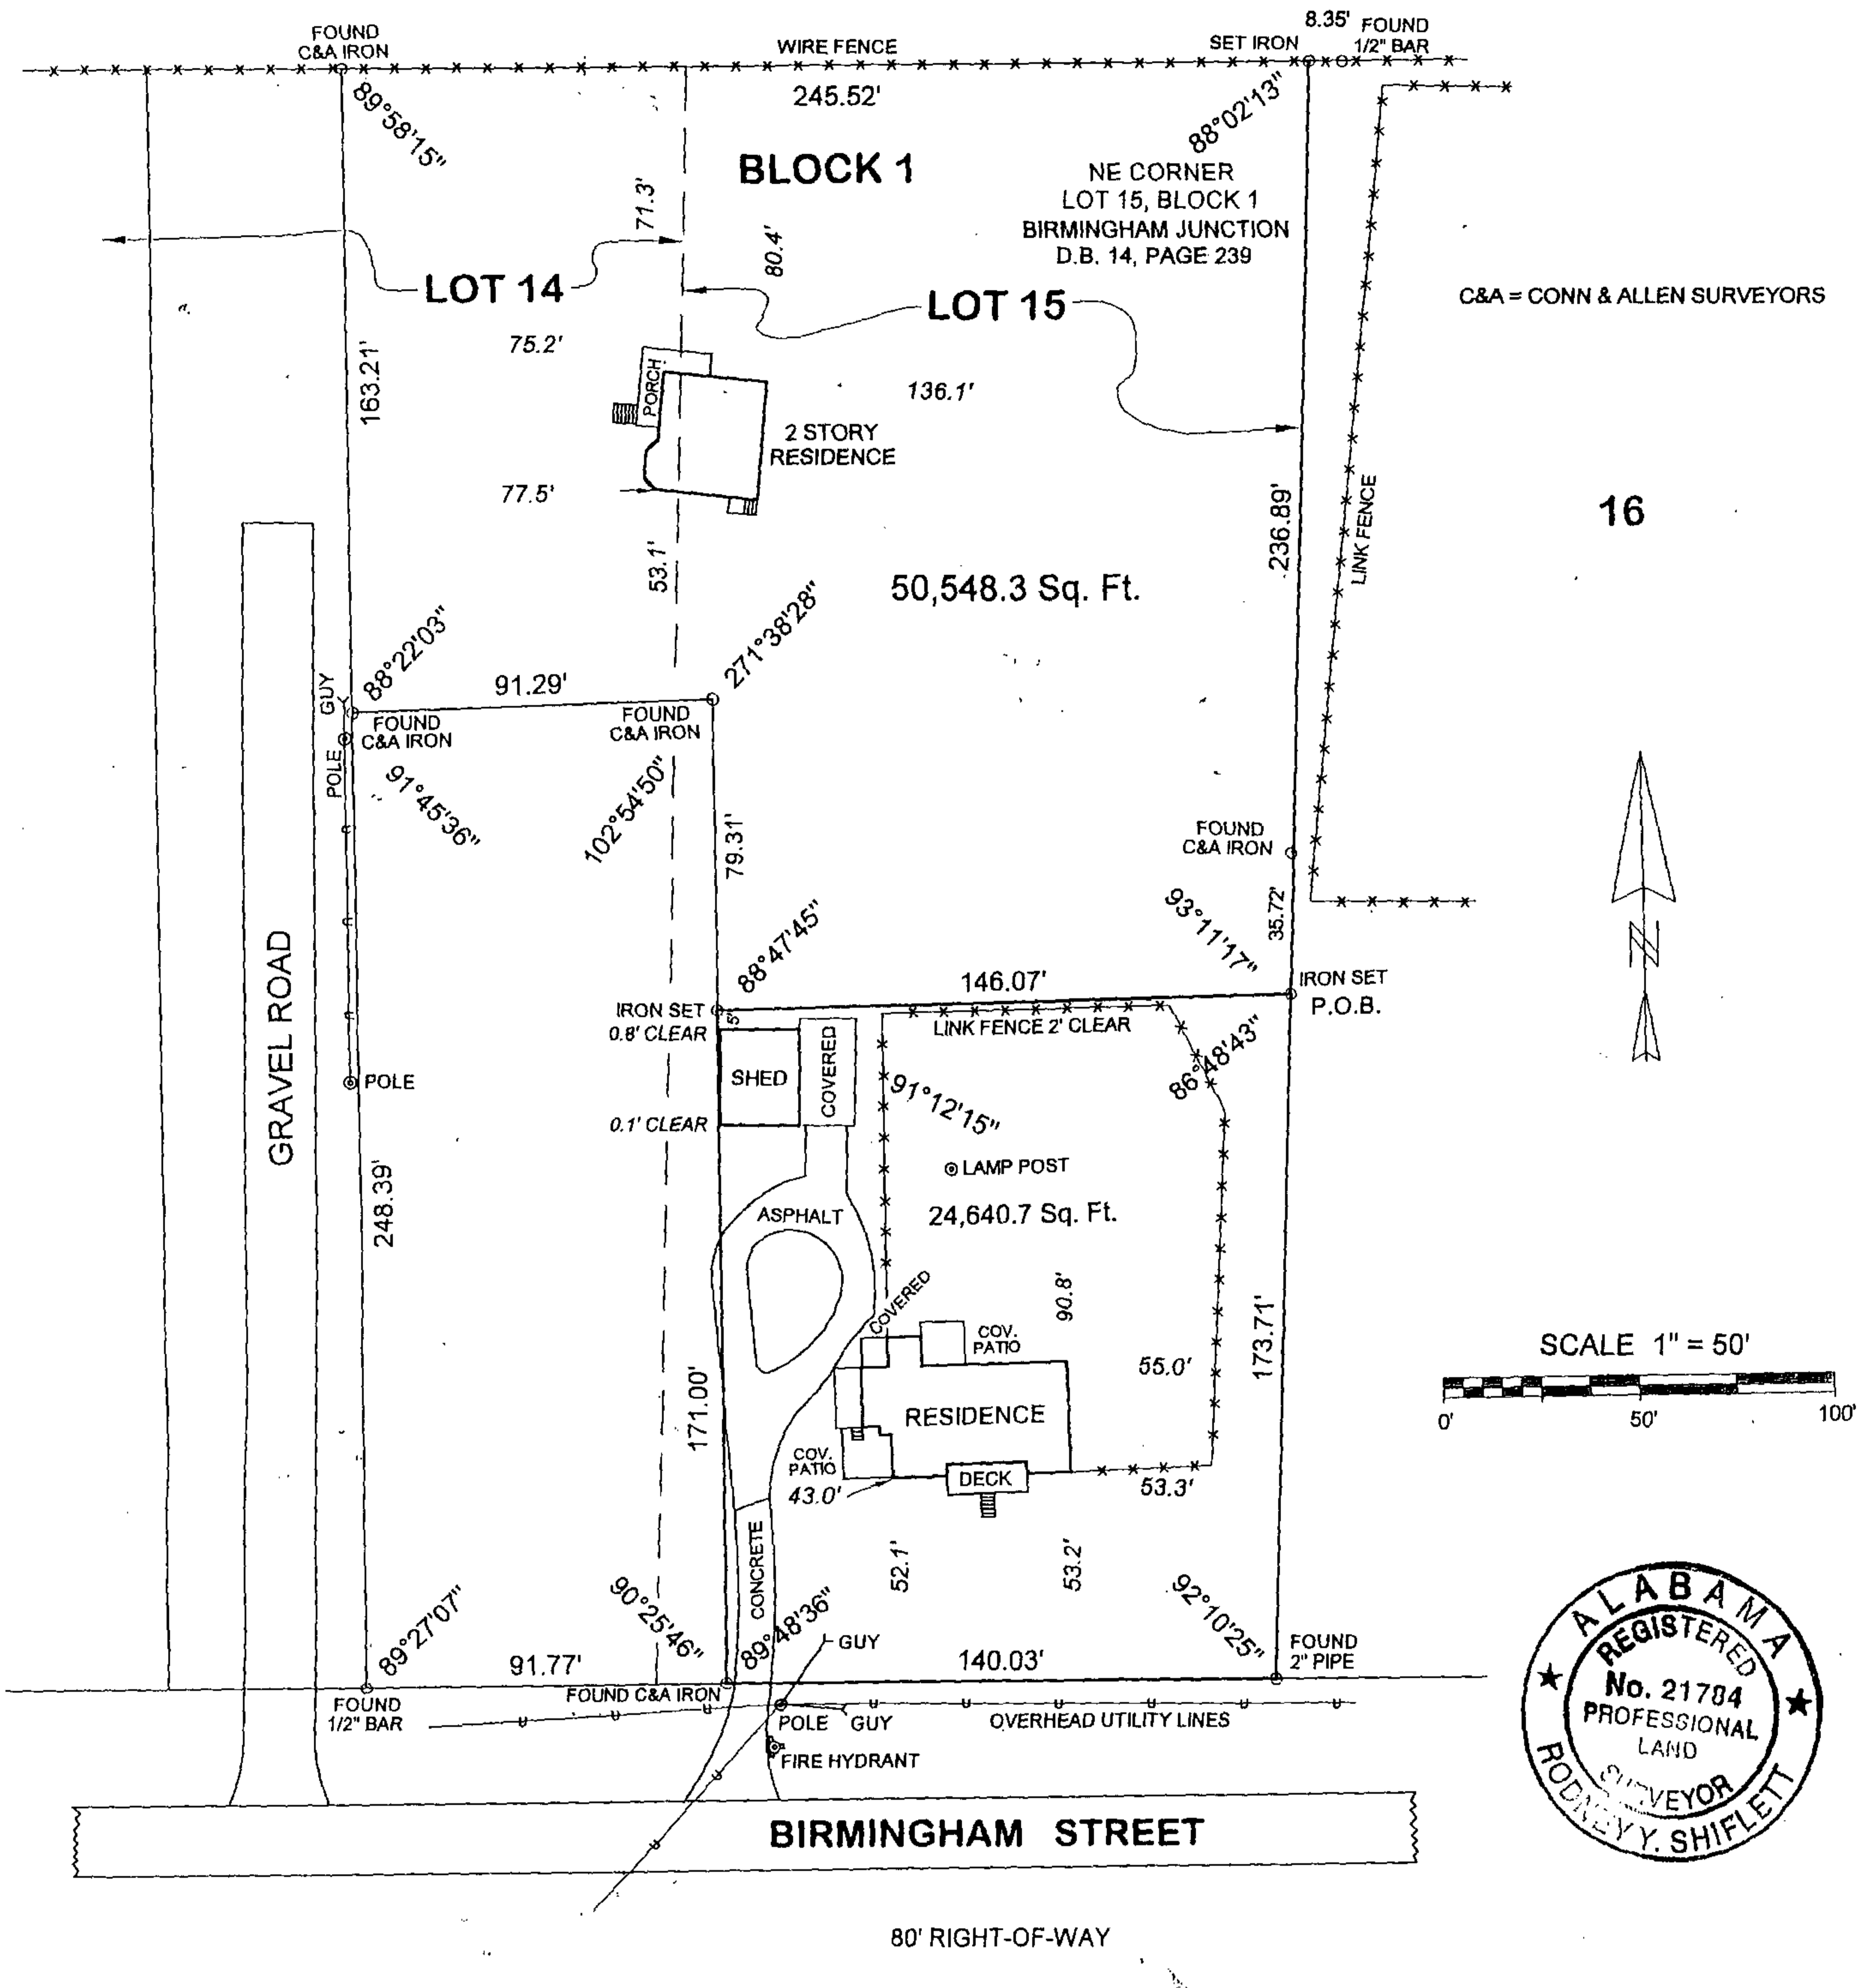 8.35'
FOUND
C&A IRON
WIRE FENCE
SET IRON
FOUND
1/2" BAR
245.52'
89°58'15"
88°02'13"
BLOCK 1
NE CORNER
LOT 15, BLOCK 1
BIRMINGHAM JUNCTION
D.B. 14, PAGE 239
71.3'
80.4'
LOT 14
LOT 15
C&A = CONN & ALLEN SURVEYORS
75.2'
163.21'
136.1'
PORCH
2 STORY
RESIDENCE
77.5'
53.1'
236.89'
LINK FENCE
16
50,548.3 Sq. Ft.
88°22'03"
271°38'28"
91.29'
GUY
FOUND
C&A IRON
FOUND
C&A IRON
POLE
91°45'36"
102°54'50"
79.31'
FOUND
C&A IRON
35.72'
93°11'17"
88°47'45"
146.07'
IRON SET
P.O.B.
IRON SET
.5'
0.8' CLEAR
LINK FENCE 2' CLEAR
SHED
COVERED
86°48'43"
91°12'15"
0.1' CLEAR
POLE
GRAVEL ROAD
N
LAMP POST
24,640.7 Sq. Ft.
ASPHALT
248.39'
COVERED
90.8'
COV.
PATIO
55.0'
173.71'
SCALE 1" = 50'
0'
50'
100'
171.00'
RESIDENCE
COV.
PATIO
43.0'
DECK
53.3'
CONCRETE
52.1'
53.2'
89°27'07"
90°25'46"
89°48'36"
92°10'25"
GUY
91.77'
140.03'
FOUND
2" PIPE
FOUND
1/2" BAR
FOUND C&A IRON
POLE
GUY
OVERHEAD UTILITY LINES
FIRE HYDRANT
BIRMINGHAM STREET
80' RIGHT-OF-WAY
ALABAMA
REGISTERED
No. 21784
PROFESSIONAL
LAND
SURVEYOR
RODNEY Y. SHIFLETT